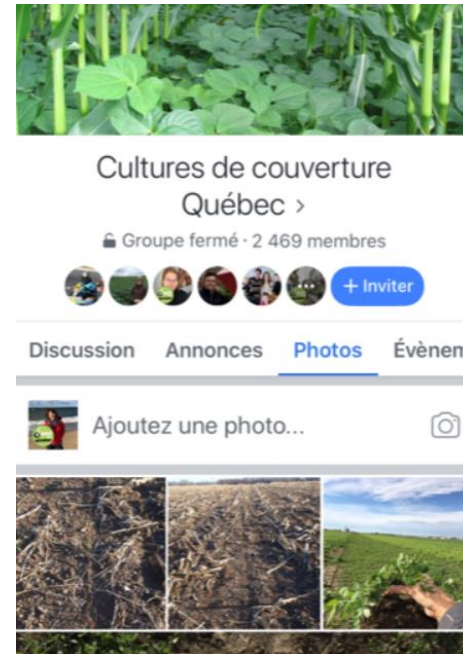 Cultures de couverture
Québec >
Groupe fermé · 2 469 membres
+ Inviter
Discussion Annonces Photos Évènem
Ajoutez une photo...